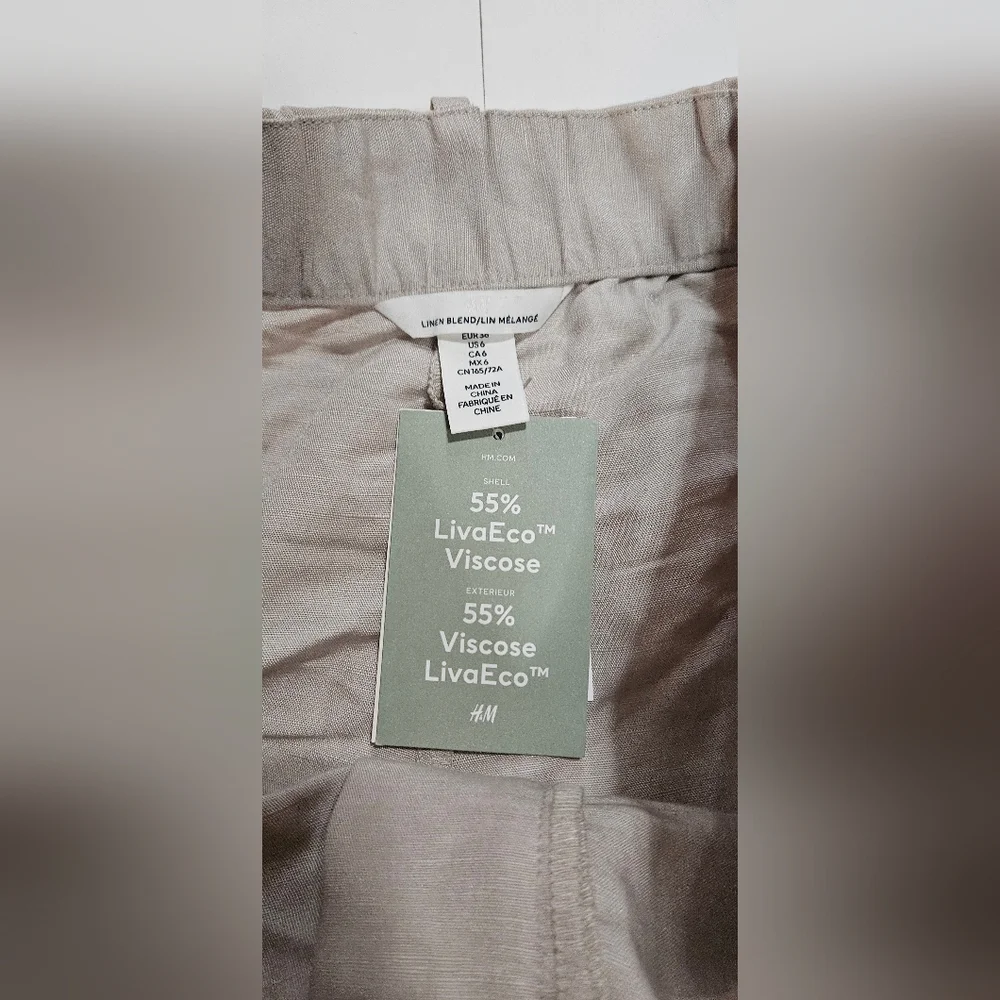 LINEN BLEND/LIN MÉLANGÉ
US 6
CA 6
MX 6
CN 165/72A
MADE IN
CHINA
FABRIQUÉ EN
CHINE
HM.COM
SHELL
55%
LivaEco™
Viscose
EXTERIEUR
55%
Viscose
LivaEco™
H&M